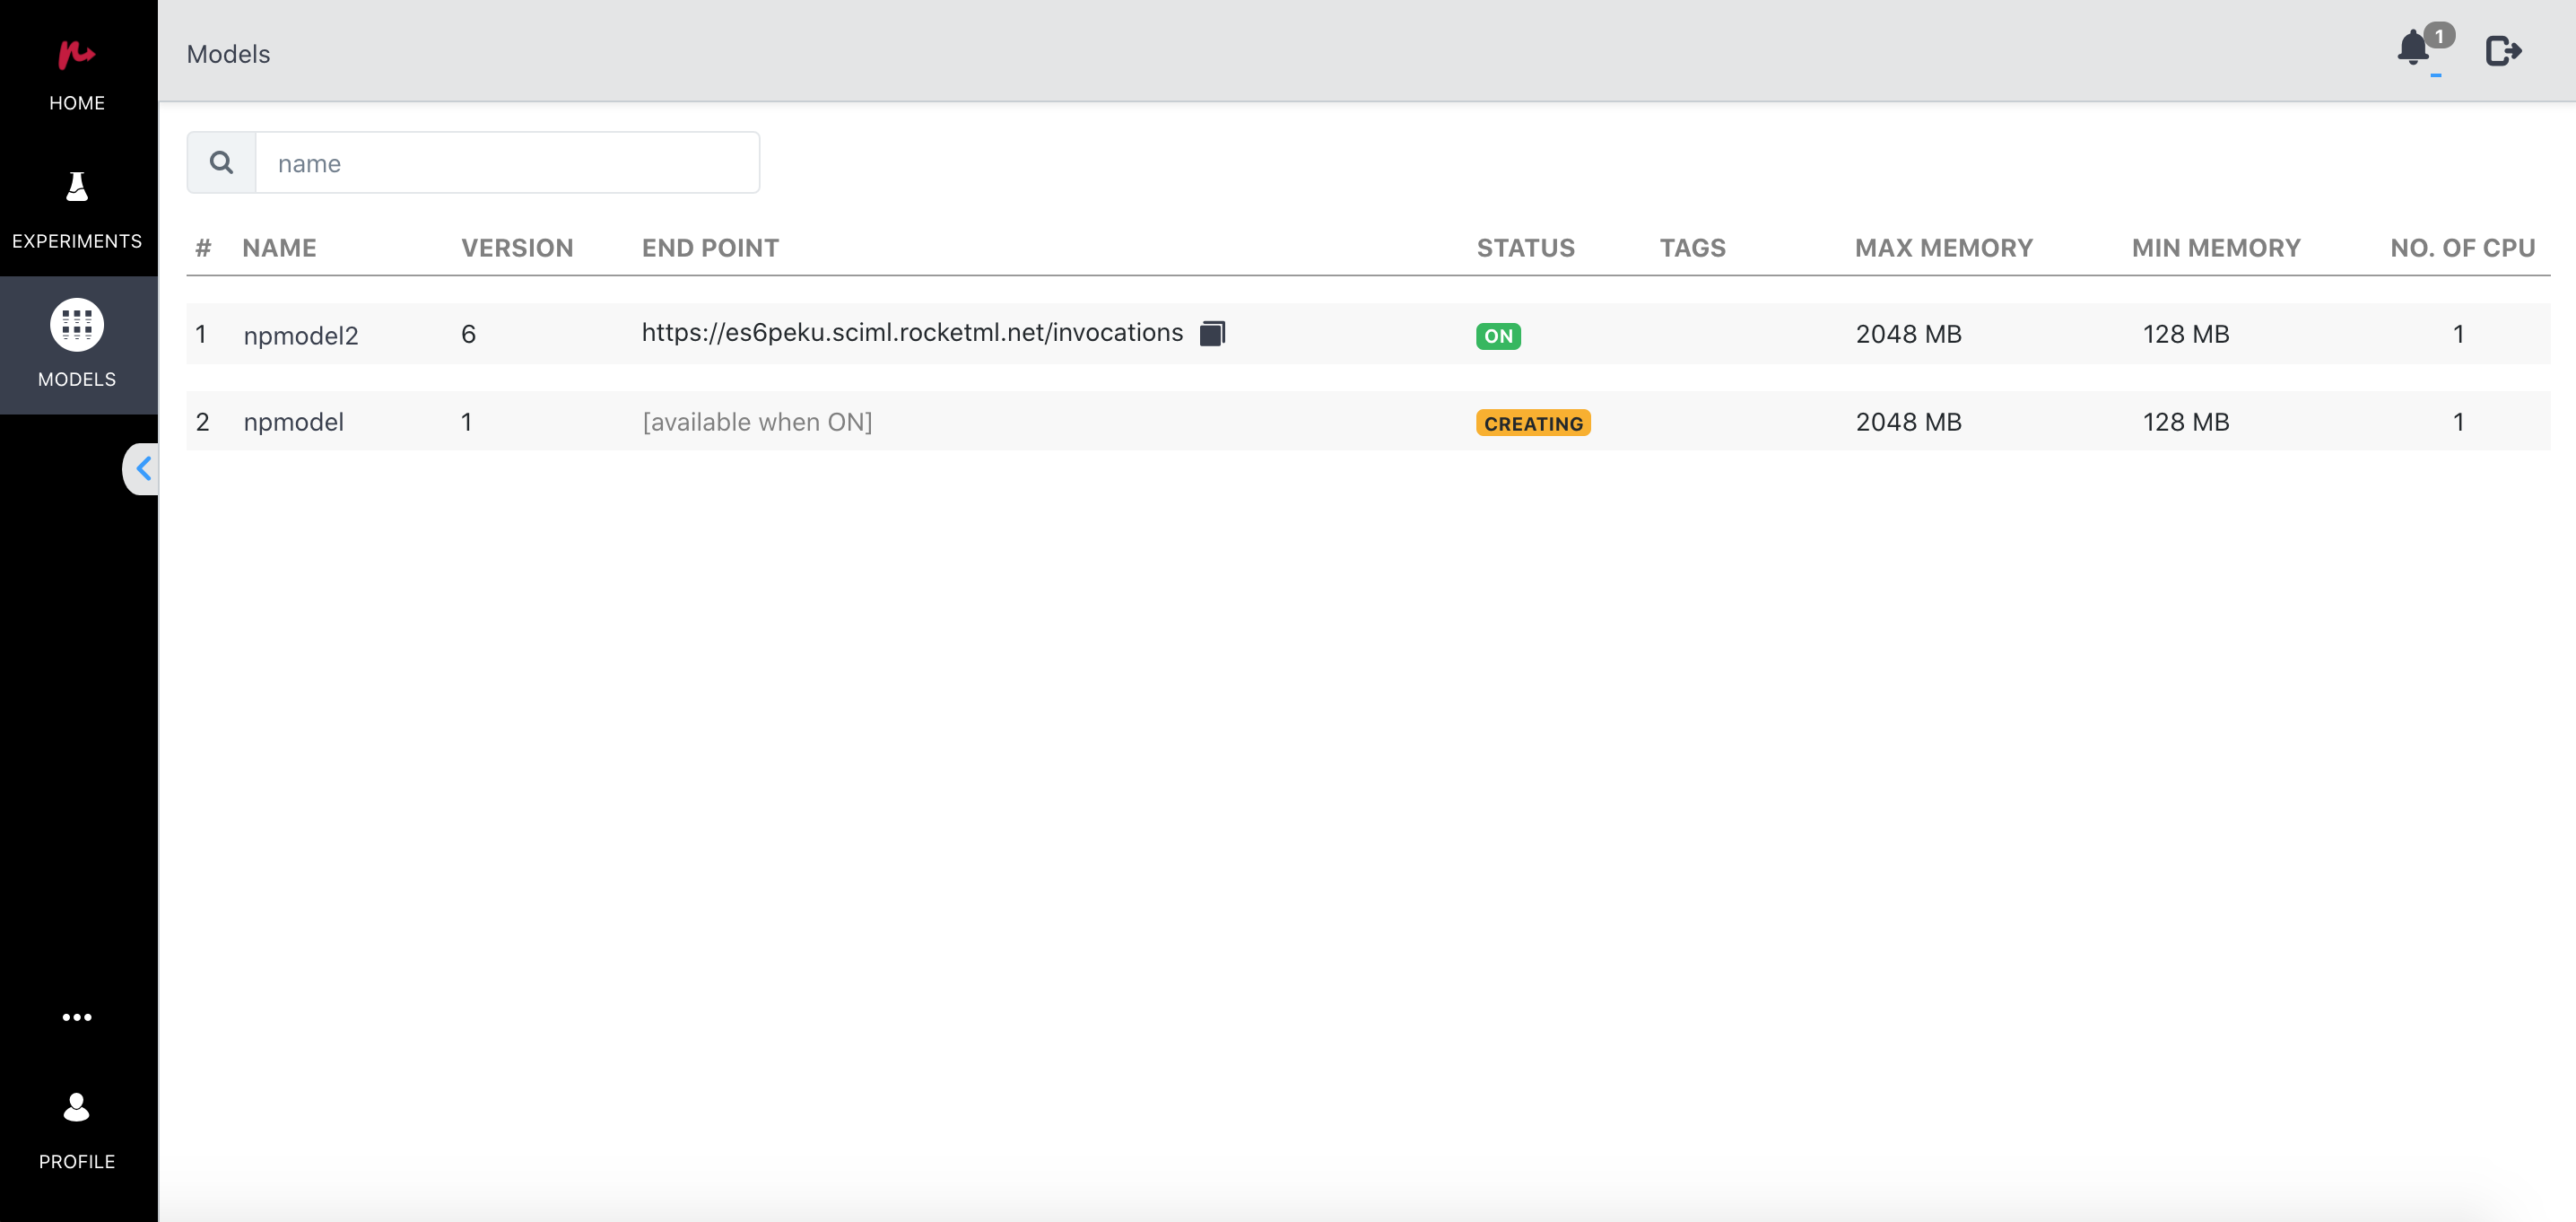 Models
1
HOME
EXPERIMENTS
MODELS
name
# NAME VERSION END POINT STATUS TAGS MAX MEMORY MIN MEMORY NO. OF CPU
1 npmodel2 6 https://es6peku.sciml.rocketml.net/invocations ON 2048 MB 128 MB 1
2 npmodel 1 [available when ON] CREATING 2048 MB 128 MB 1
PROFILE